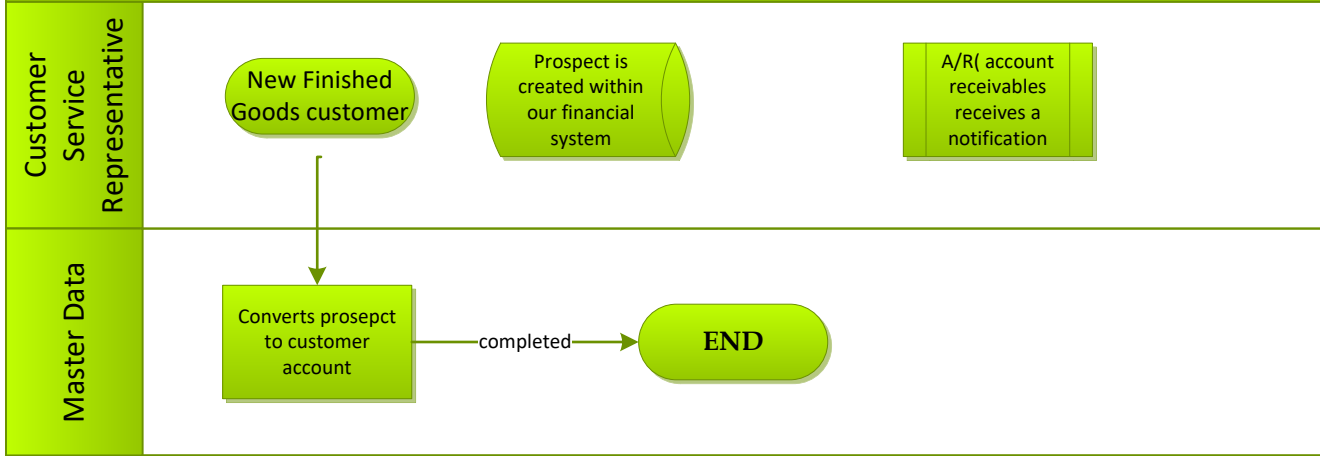 Customer
Service
Representative
New Finished
Goods customer
Prospect is
created within
our financial
system
A/R( account
receivables
receives a
notification
Master Data
Converts prosepct
to customer
account
completed
END